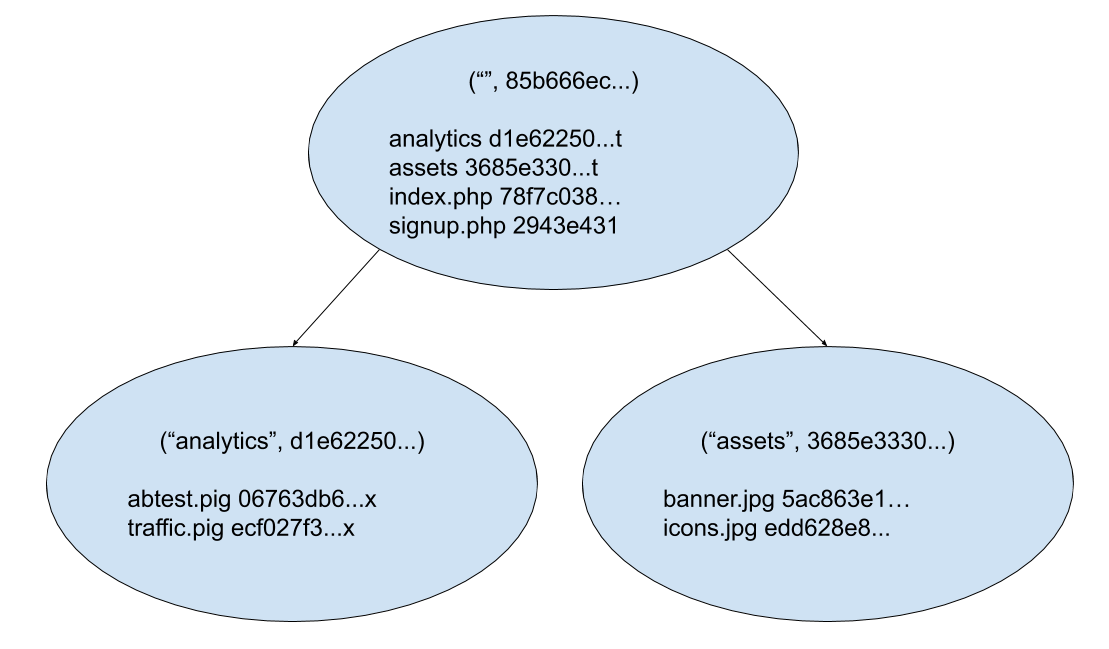 (“”, 85b666ec...)
analytics d1e62250...t
assets 3685e330...t
index.php 78f7c038…
signup.php 2943e431
(“analytics”, d1e62250...)
abtest.pig 06763db6...x
traffic.pig ecf027f3...x
(“assets”, 3685e3330...)
banner.jpg 5ac863e1…
icons.jpg edd628e8...